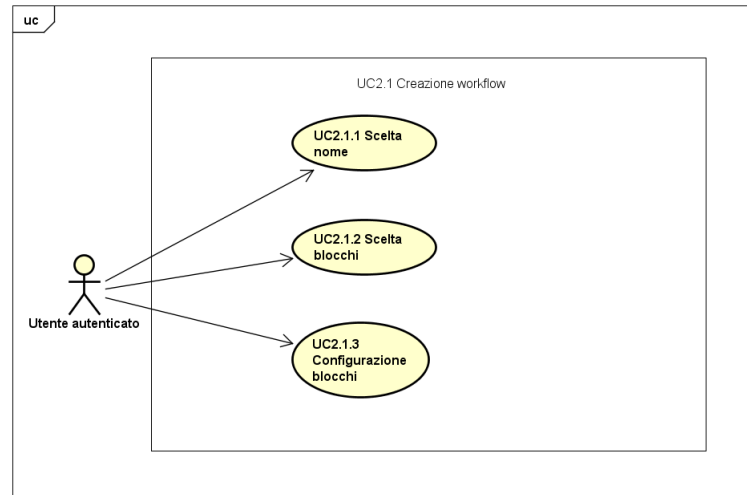 uc
UC2.1 Creazione workflow
UC2.1.1 Scelta
nome
UC2.1.2 Scelta
blocchi
Utente autenticato
UC2.1.3
Configurazione
blocchi